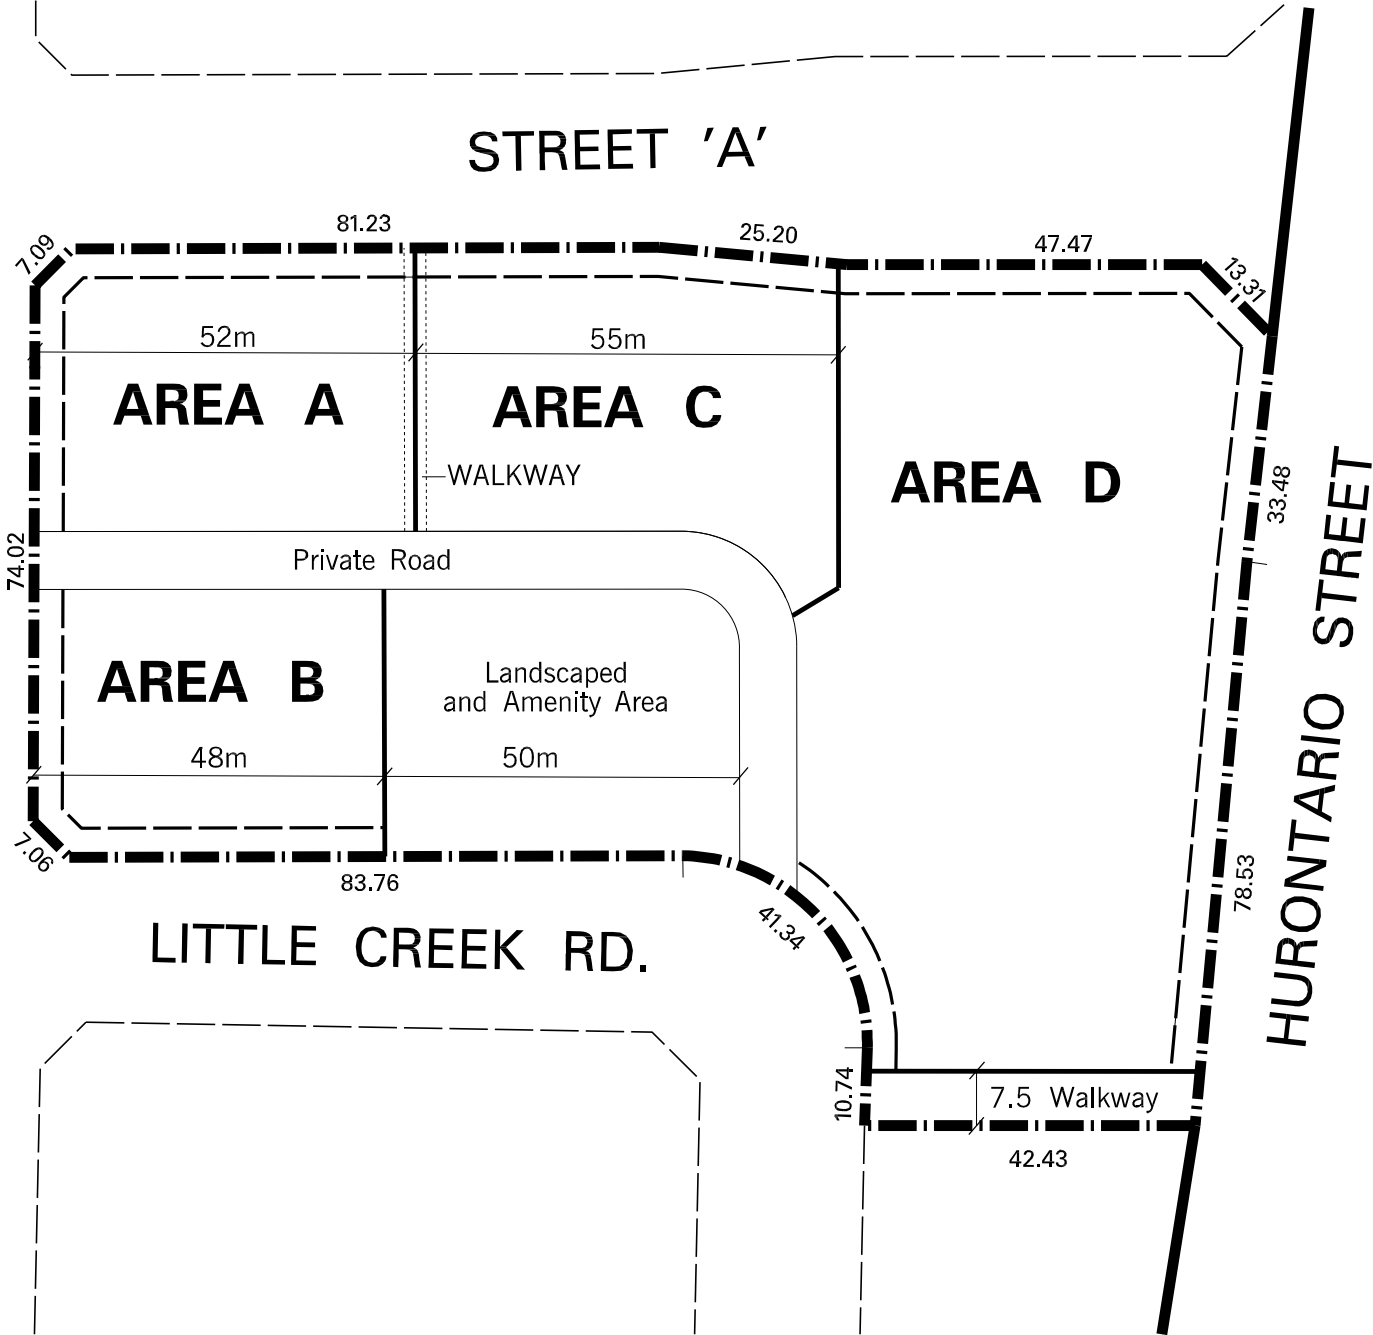 STREET 'A'
81.23
25.20
47.47
7.09
13.31
52m
55m
AREA A
AREA C
WALKWAY
AREA D
33.48
HURONTARIO STREET
74.02
Private Road
AREA B
Landscaped
and Amenity Area
48m
50m
7.06
83.76
41.34
78.53
LITTLE CREEK RD.
10.74
7.5 Walkway
42.43